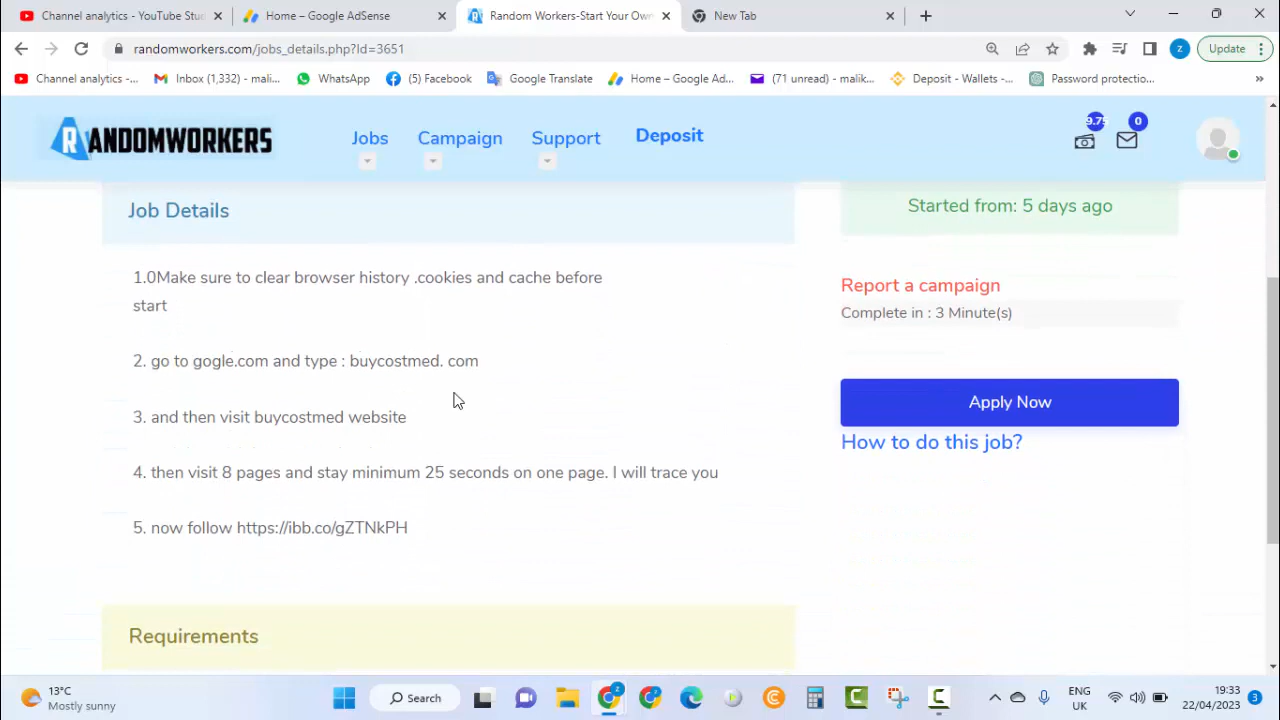 Channel analytics - YouTube Stu
Home – Google AdSense
Random Workers-Start Your Own
New Tab
randomworkers.com/jobs_details.php?Id=3651
Update
Channel analytics -...
Inbox (1,332) - mali...
WhatsApp
(5) Facebook
Google Translate
Home – Google Ad...
(71 unread) - malik...
Deposit - Wallets -...
Password protectio...
RANDOMWORKERS
Jobs
Campaign
Support
Deposit
9.75
0
Job Details
Started from: 5 days ago
1.0Make sure to clear browser history .cookies and cache before
start
Report a campaign
Complete in : 3 Minute(s)
2. go to gogle.com and type : buycostmed. com
Apply Now
3. and then visit buycostmed website
How to do this job?
4. then visit 8 pages and stay minimum 25 seconds on one page. I will trace you
5. now follow https://ibb.co/gZTNkPH
Requirements
13°C
Mostly sunny
Search
ENG
UK
19:33
22/04/2023
3